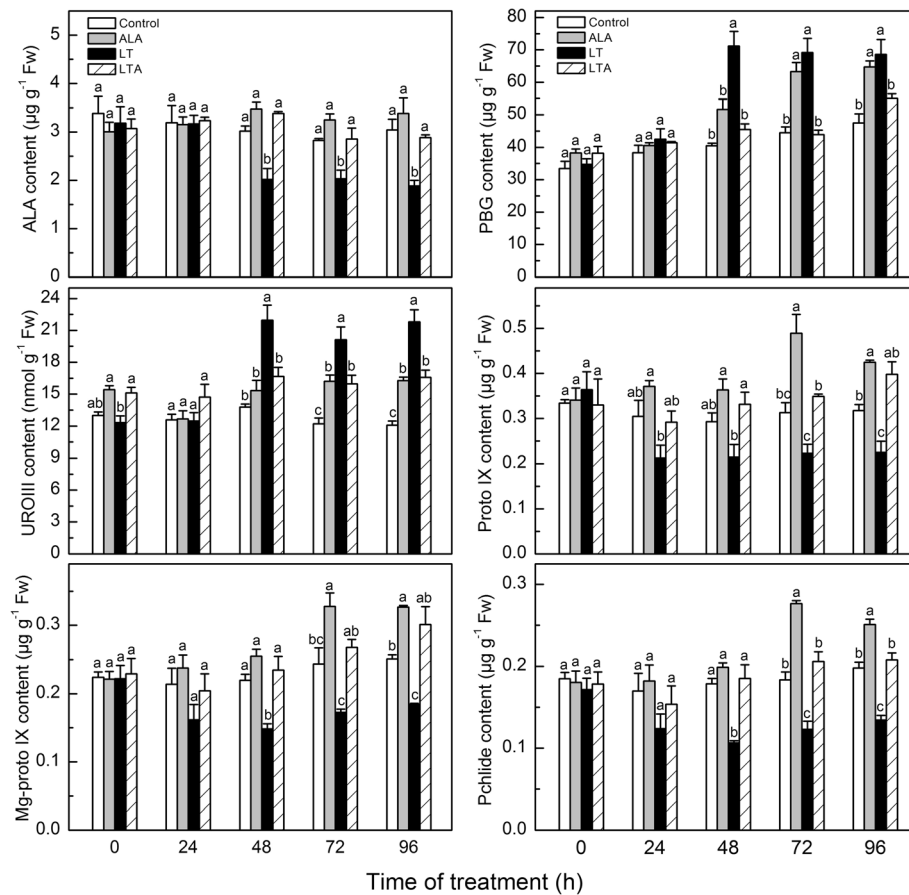 Control
ALA
LT
LTA
ALA content (µg g⁻¹ Fw)
5
4
3
2
1
0
a a a a
a a a a
a a b a
a a b a
a a b a
Control
ALA
LT
LTA
PBG content (µg g⁻¹ Fw)
80
70
60
50
40
30
20
10
0
a a a a
a a a a
b b a b
b a a b
b a a b
UROIII content (nmol g⁻¹ Fw)
24
21
18
15
12
9
6
3
0
ab a b a
a a a a
b b a b
c b a b
c b a b
Proto IX content (µg g⁻¹ Fw)
0.5
0.4
0.3
0.2
0.1
0.0
a a a a
ab a b ab
ab a b a
bc a c b
b a c ab
Mg-proto IX content (µg g⁻¹ Fw)
0.3
0.2
0.1
0.0
a a a a
a a a a
a a b a
bc a c ab
b a c ab
0 24 48 72 96
Pchlide content (µg g⁻¹ Fw)
0.3
0.2
0.1
0.0
a a a a
a a a a
a a b a
b a c b
b a c b
0 24 48 72 96
Time of treatment (h)